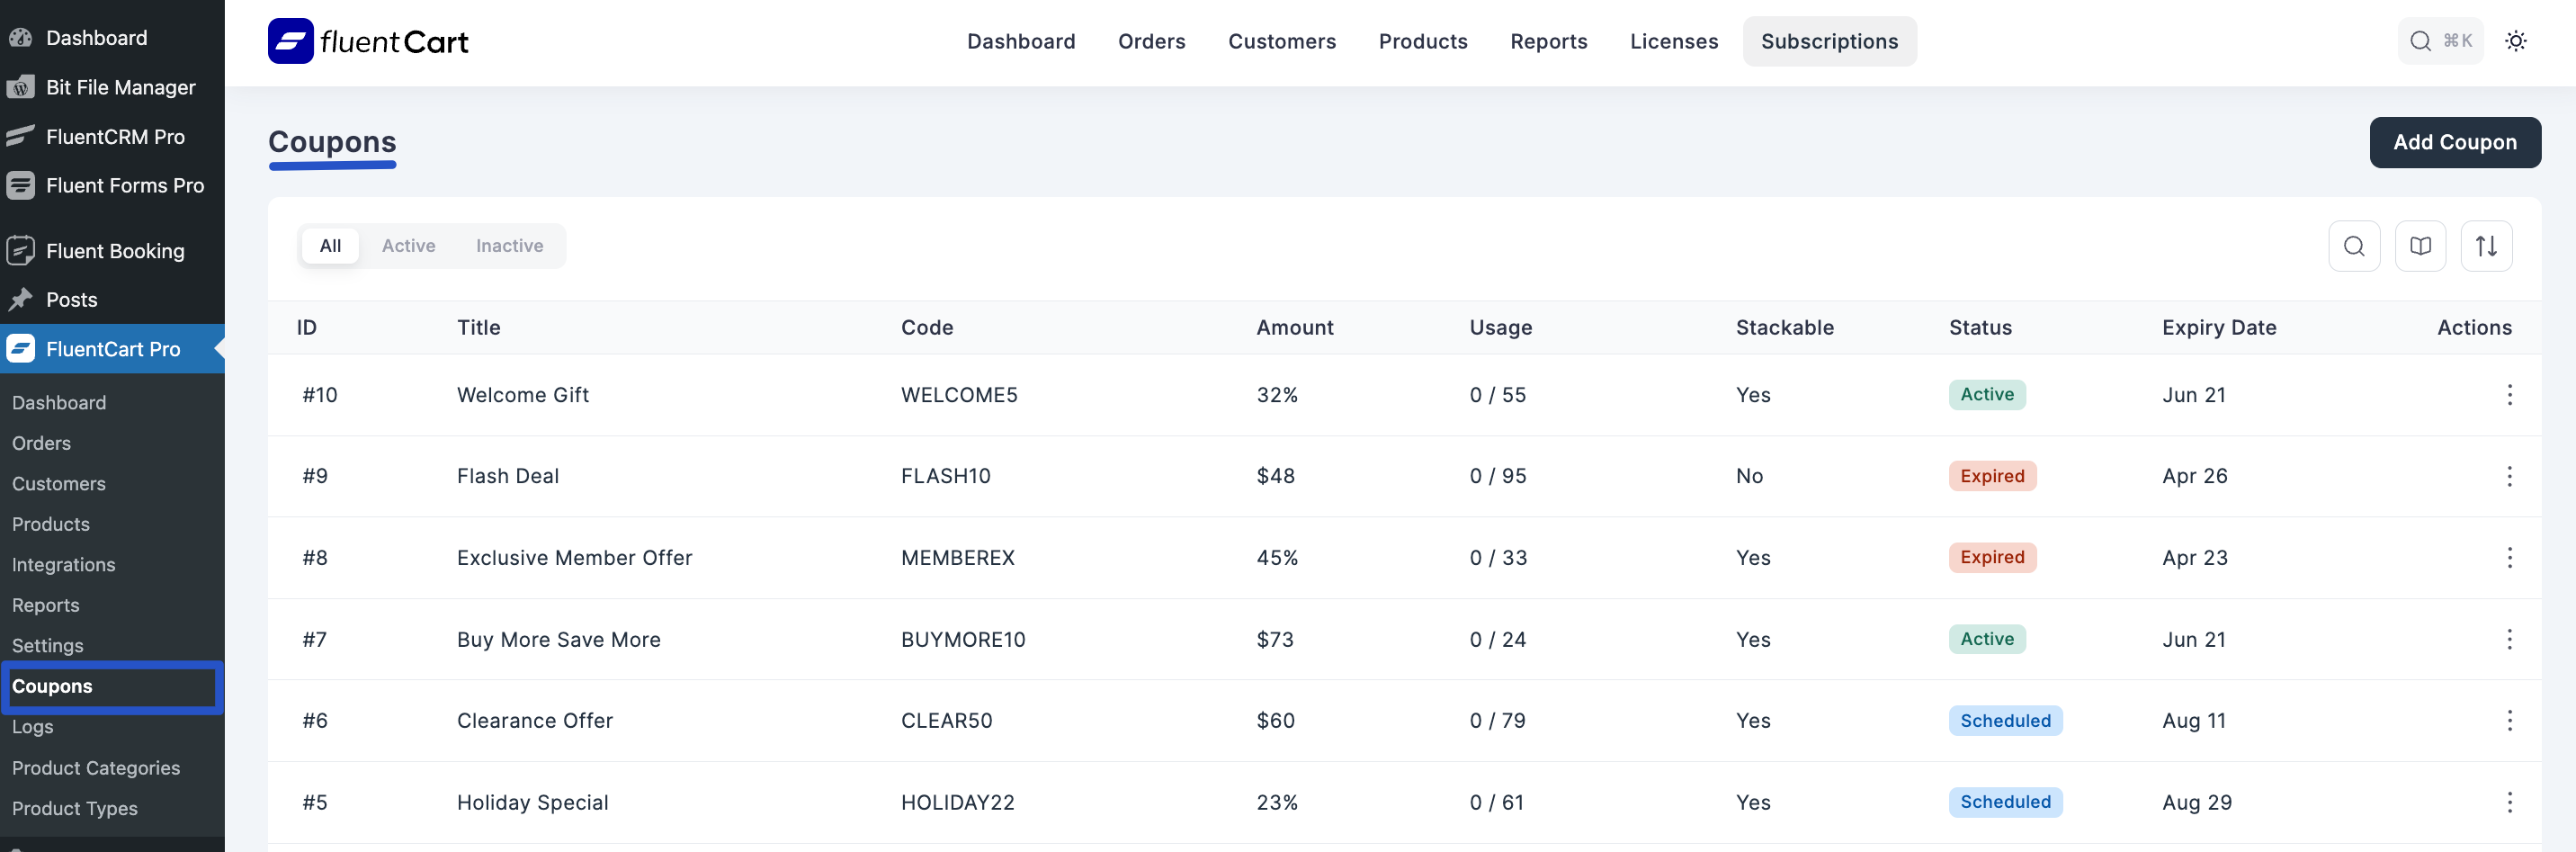 Dashboard
Bit File Manager
FluentCRM Pro
Fluent Forms Pro
Fluent Booking
Posts
FluentCart Pro
Dashboard
Orders
Customers
Products
Integrations
Reports
Settings
Coupons
Logs
Product Categories
Product Types
fluentCart
Dashboard Orders Customers Products Reports Licenses Subscriptions
⌘K
Coupons
Add Coupon
All Active Inactive
ID Title Code Amount Usage Stackable Status Expiry Date Actions
#10 Welcome Gift WELCOME5 32% 0 / 55 Yes Active Jun 21
#9 Flash Deal FLASH10 $48 0 / 95 No Expired Apr 26
#8 Exclusive Member Offer MEMBEREX 45% 0 / 33 Yes Expired Apr 23
#7 Buy More Save More BUYMORE10 $73 0 / 24 Yes Active Jun 21
#6 Clearance Offer CLEAR50 $60 0 / 79 Yes Scheduled Aug 11
#5 Holiday Special HOLIDAY22 23% 0 / 61 Yes Scheduled Aug 29